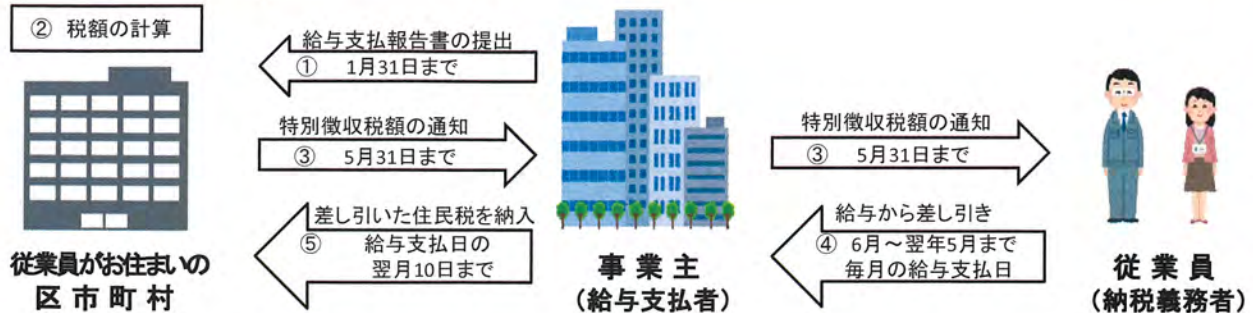 ② 税額の計算
給与支払報告書の提出
① 1月31日まで
特別徴収税額の通知
③ 5月31日まで
差し引いた住民税を納入
⑤ 給与支払日の
翌月10日まで
従業員がお住まいの
区市町村
事業主
(給与支払者)
特別徴収税額の通知
③ 5月31日まで
給与から差し引き
④ 6月～翌年5月まで
毎月の給与支払日
従業員
(納税義務者)